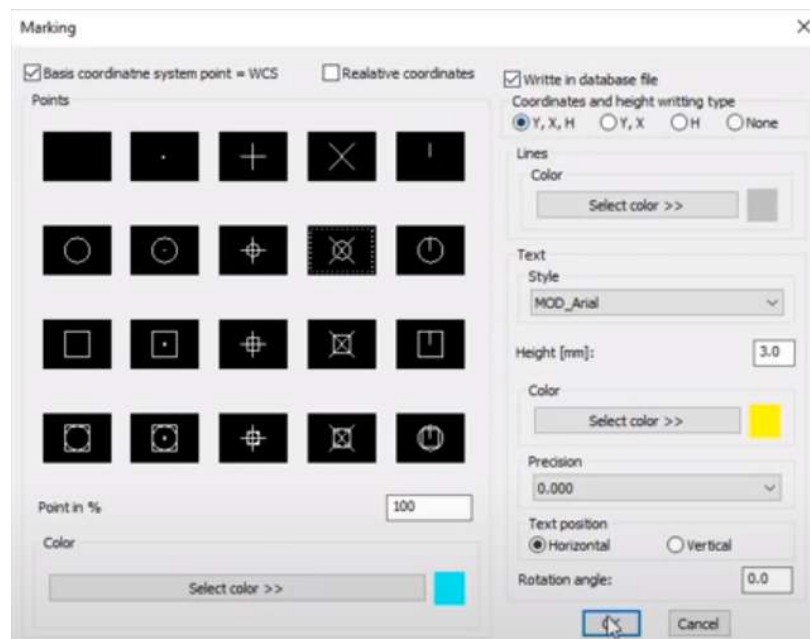 Marking
Basis coordinatne system point = WCS
Realative coordinates
Points
Point in %
100
Color
Select color >>
Writte in database file
Coordinates and height writting type
Y, X, H
Y, X
H
None
Lines
Color
Select color >>
Text
Style
MOD_Arial
Height [mm]:
3.0
Color
Select color >>
Precision
0.000
Text position
Horizontal
Vertical
Rotation angle:
0.0
Cancel